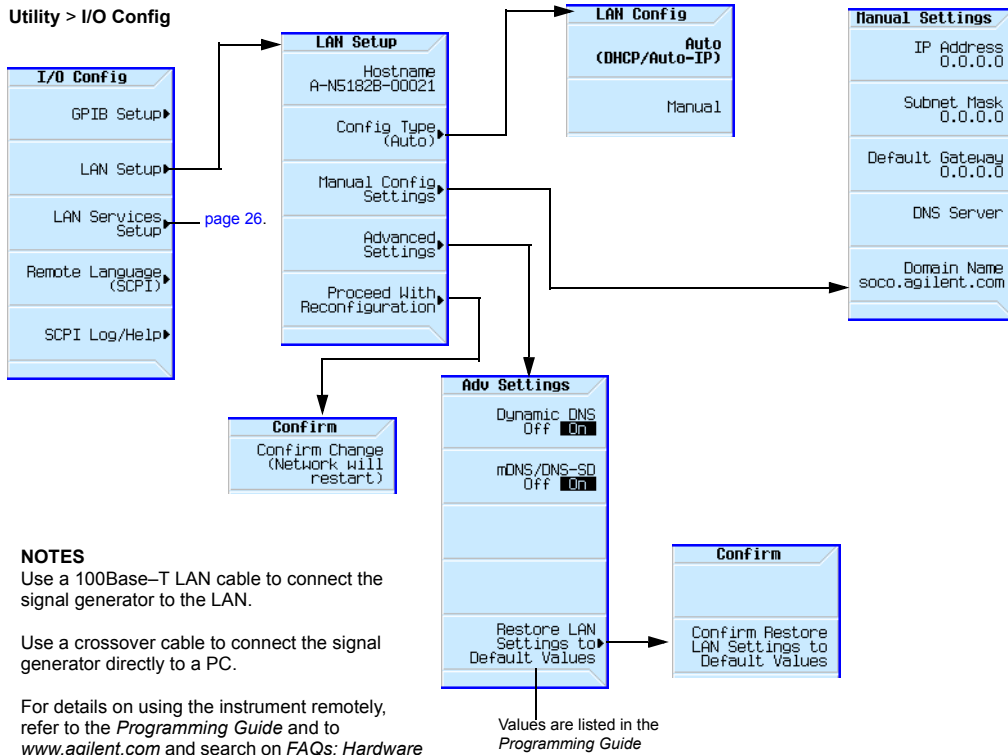 Utility > I/O Config
I/O Config
GPIB Setup
LAN Setup
LAN Services
Setup
page 26.
Remote Language
(SCPI)
SCPI Log/Help
LAN Setup
Hostname
A-N5182B-00021
Config Type
(Auto)
Manual Config
Settings
Advanced
Settings
Proceed With
Reconfiguration
LAN Config
Auto
(DHCP/Auto-IP)
Manual
Manual Settings
IP Address
0.0.0.0
Subnet Mask
0.0.0.0
Default Gateway
0.0.0.0
DNS Server
Domain Name
soco.agilent.com
Confirm
Confirm Change
(Network will
restart)
Adv Settings
Dynamic DNS
Off On
mDNS/DNS-SD
Off On
Restore LAN
Settings to
Default Values
Confirm
Confirm Restore
LAN Settings to
Default Values
Values are listed in the
Programming Guide
NOTES
Use a 100Base–T LAN cable to connect the
signal generator to the LAN.
Use a crossover cable to connect the signal
generator directly to a PC.
For details on using the instrument remotely,
refer to the Programming Guide and to
www.agilent.com and search on FAQs: Hardware